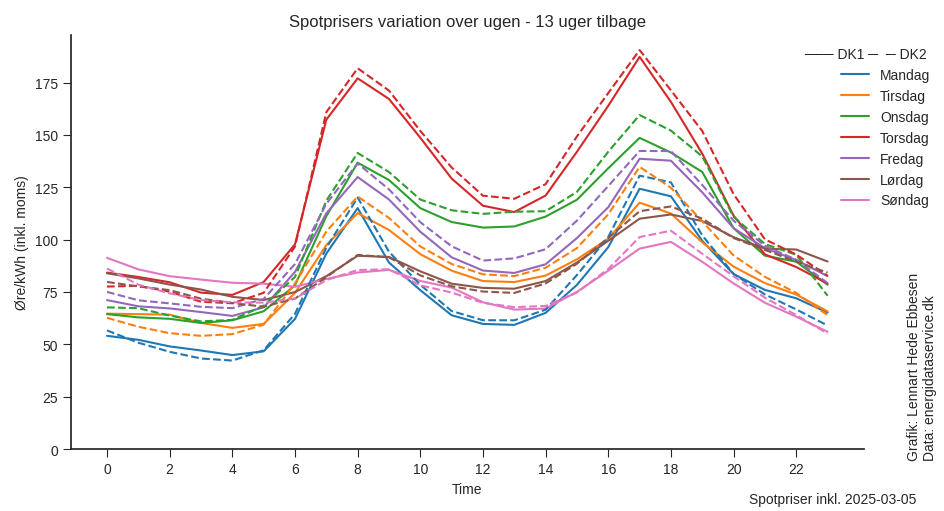 Spotprisers variation over ugen - 13 uger tilbage
DK1 DK2
Mandag
Tirsdag
Onsdag
Torsdag
Fredag
Lørdag
Søndag
Øre/kWh (inkl. moms)
175
150
125
100
75
50
25
0
0 2 4 6 8 10 12 14 16 18 20 22
Time
Grafik: Lennart Hede Ebbesen
Data: energidataservice.dk
Spotpriser inkl. 2025-03-05